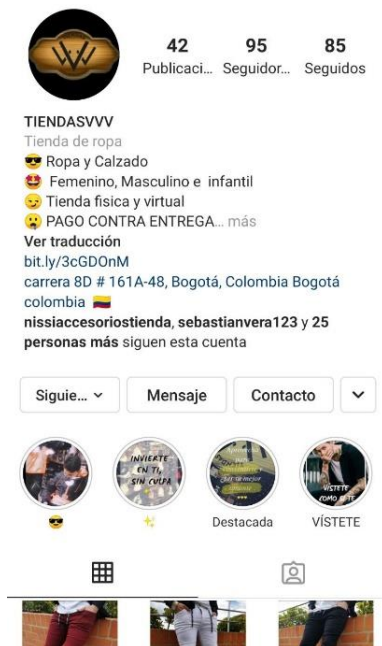 42 95 85
Publicaci... Seguidor... Seguidos
TIENDASVVV
Tienda de ropa
😎 Ropa y Calzado
🤩 Femenino, Masculino e infantil
😏 Tienda fisica y virtual
😮 PAGO CONTRA ENTREGA... más
Ver traducción
bit.ly/3cGDOnM
carrera 8D # 161A-48, Bogotá, Colombia Bogotá
colombia 🇨🇴
nissiaccesoriostienda, sebastianvera123 y 25
personas más siguen esta cuenta
Siguie... Mensaje Contacto
INVIERTE
EN TI,
SIN CULPA
VISTETE
COMO
😎 ✨ Destacada VÍSTETE